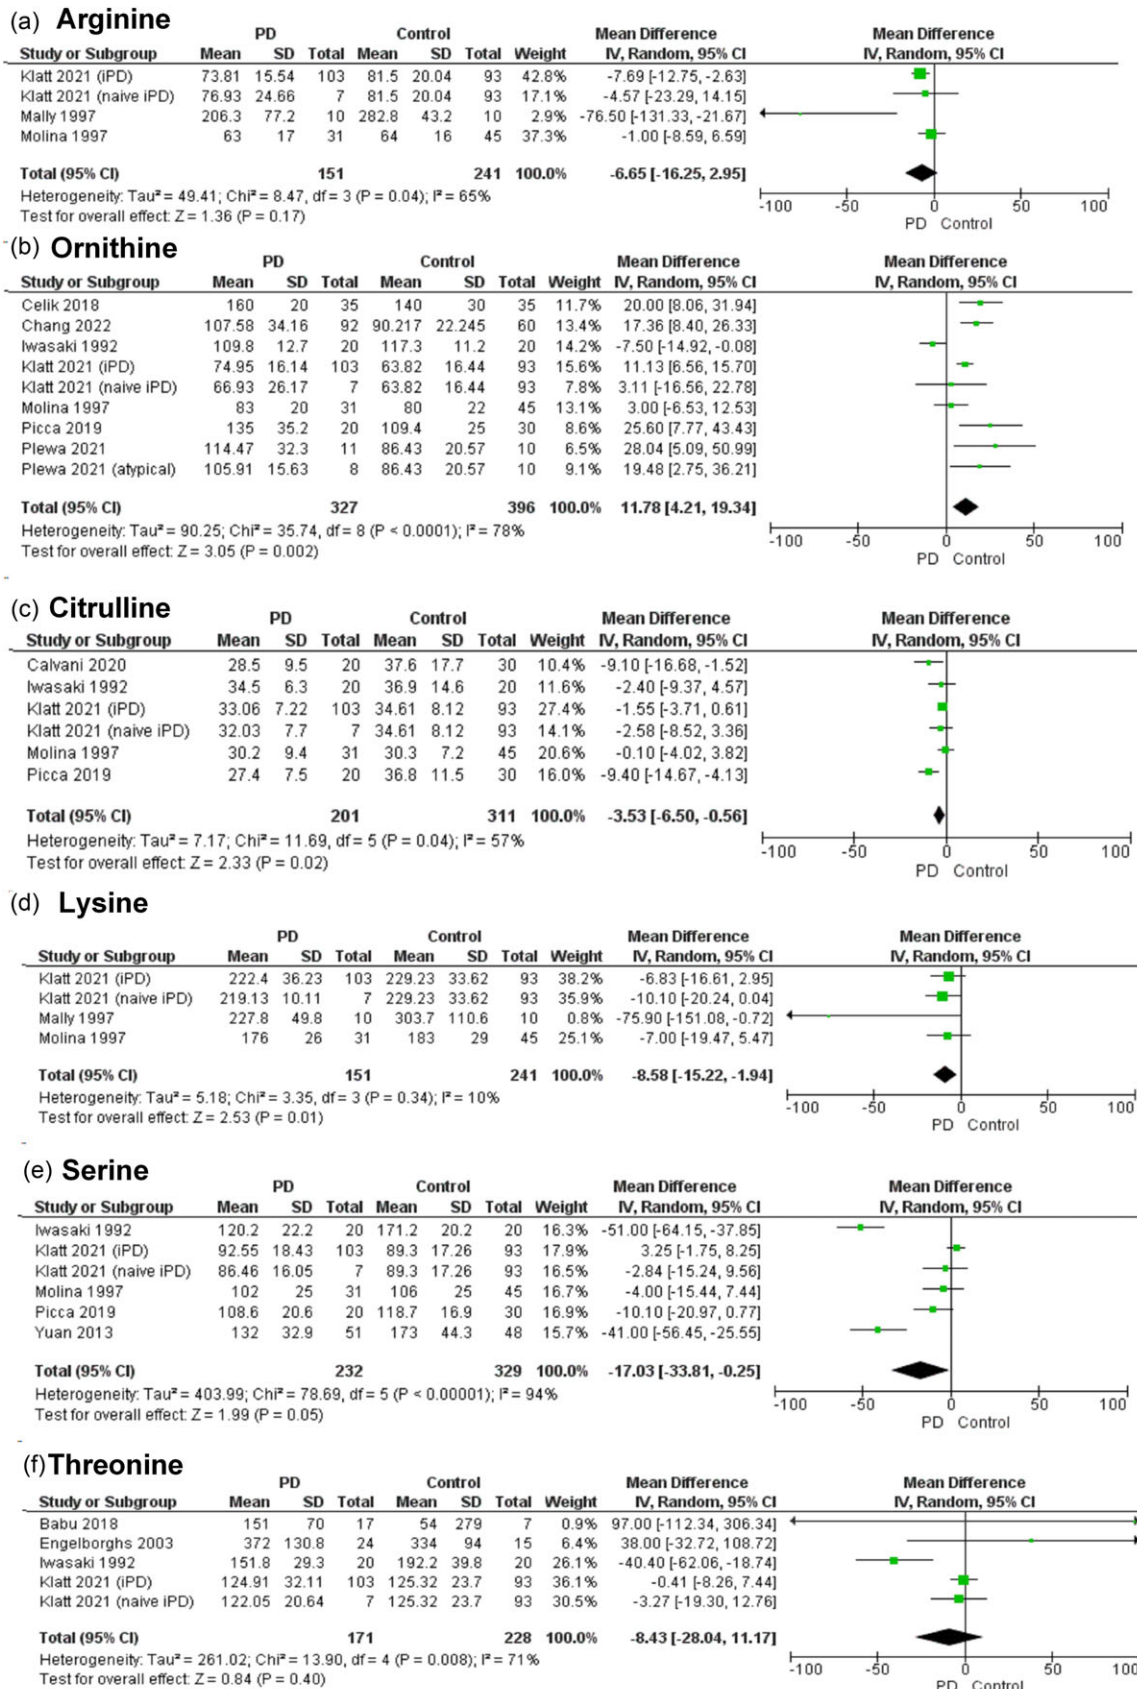 (a) Arginine
PD Control Mean Difference Mean Difference
Study or Subgroup Mean SD Total Mean SD Total Weight IV, Random, 95% CI IV, Random, 95% CI
Klatt 2021 (iPD) 73.81 15.54 103 81.5 20.04 93 42.8% -7.69 [-12.75, -2.63]
Klatt 2021 (naive iPD) 76.93 24.66 7 81.5 20.04 93 17.1% -4.57 [-23.29, 14.15]
Mally 1997 206.3 77.2 10 282.8 43.2 10 2.9% -76.50 [-131.33, -21.67]
Molina 1997 63 17 31 64 16 45 37.3% -1.00 [-8.59, 6.59]
Total (95% CI) 151 241 100.0% -6.65 [-16.25, 2.95]
Heterogeneity: Tau² = 49.41; Chi² = 8.47, df = 3 (P = 0.04); I² = 65%
Test for overall effect: Z = 1.36 (P = 0.17)
-100 -50 0 50 100
PD Control
(b) Ornithine
PD Control Mean Difference Mean Difference
Study or Subgroup Mean SD Total Mean SD Total Weight IV, Random, 95% CI IV, Random, 95% CI
Celik 2018 160 20 35 140 30 35 11.7% 20.00 [8.06, 31.94]
Chang 2022 107.58 34.16 92 90.217 22.245 60 13.4% 17.36 [8.40, 26.33]
Iwasaki 1992 109.8 12.7 20 117.3 11.2 20 14.2% -7.50 [-14.92, -0.08]
Klatt 2021 (iPD) 74.95 16.14 103 63.82 16.44 93 15.6% 11.13 [6.56, 15.70]
Klatt 2021 (naive iPD) 66.93 26.17 7 63.82 16.44 93 7.8% 3.11 [-16.56, 22.78]
Molina 1997 83 20 31 80 22 45 13.1% 3.00 [-6.53, 12.53]
Picca 2019 135 35.2 20 109.4 25 30 8.6% 25.60 [7.77, 43.43]
Plewa 2021 114.47 32.3 11 86.43 20.57 10 6.5% 28.04 [5.09, 50.99]
Plewa 2021 (atypical) 105.91 15.63 8 86.43 20.57 10 9.1% 19.48 [2.75, 36.21]
Total (95% CI) 327 396 100.0% 11.78 [4.21, 19.34]
Heterogeneity: Tau² = 90.25; Chi² = 35.74, df = 8 (P < 0.0001); I² = 78%
Test for overall effect: Z = 3.05 (P = 0.002)
-100 -50 0 50 100
PD Control
(c) Citrulline
PD Control Mean Difference Mean Difference
Study or Subgroup Mean SD Total Mean SD Total Weight IV, Random, 95% CI IV, Random, 95% CI
Calvani 2020 28.5 9.5 20 37.6 17.7 30 10.4% -9.10 [-16.68, -1.52]
Iwasaki 1992 34.5 6.3 20 36.9 14.6 20 11.6% -2.40 [-9.37, 4.57]
Klatt 2021 (iPD) 33.06 7.22 103 34.61 8.12 93 27.4% -1.55 [-3.71, 0.61]
Klatt 2021 (naive iPD) 32.03 7.7 7 34.61 8.12 93 14.1% -2.58 [-8.52, 3.36]
Molina 1997 30.2 9.4 31 30.3 7.2 45 20.6% -0.10 [-4.02, 3.82]
Picca 2019 27.4 7.5 20 36.8 11.5 30 16.0% -9.40 [-14.67, -4.13]
Total (95% CI) 201 311 100.0% -3.53 [-6.50, -0.56]
Heterogeneity: Tau² = 7.17; Chi² = 11.69, df = 5 (P = 0.04); I² = 57%
Test for overall effect: Z = 2.33 (P = 0.02)
-100 -50 0 50 100
PD Control
(d) Lysine
PD Control Mean Difference Mean Difference
Study or Subgroup Mean SD Total Mean SD Total Weight IV, Random, 95% CI IV, Random, 95% CI
Klatt 2021 (iPD) 222.4 36.23 103 229.23 33.62 93 38.2% -6.83 [-16.61, 2.95]
Klatt 2021 (naive iPD) 219.13 10.11 7 229.23 33.62 93 35.9% -10.10 [-20.24, 0.04]
Mally 1997 227.8 49.8 10 303.7 110.6 10 0.8% -75.90 [-151.08, -0.72]
Molina 1997 176 26 31 183 29 45 25.1% -7.00 [-19.47, 5.47]
Total (95% CI) 151 241 100.0% -8.58 [-15.22, -1.94]
Heterogeneity: Tau² = 5.18; Chi² = 3.35, df = 3 (P = 0.34); I² = 10%
Test for overall effect: Z = 2.53 (P = 0.01)
-100 -50 0 50 100
PD Control
(e) Serine
PD Control Mean Difference Mean Difference
Study or Subgroup Mean SD Total Mean SD Total Weight IV, Random, 95% CI IV, Random, 95% CI
Iwasaki 1992 120.2 22.2 20 171.2 20.2 20 16.3% -51.00 [-64.15, -37.85]
Klatt 2021 (iPD) 92.55 18.43 103 89.3 17.26 93 17.9% 3.25 [-1.75, 8.25]
Klatt 2021 (naive iPD) 86.46 16.05 7 89.3 17.26 93 16.5% -2.84 [-15.24, 9.56]
Molina 1997 102 25 31 106 25 45 16.7% -4.00 [-15.44, 7.44]
Picca 2019 108.6 20.6 20 118.7 16.9 30 16.9% -10.10 [-20.97, 0.77]
Yuan 2013 132 32.9 51 173 44.3 48 15.7% -41.00 [-56.45, -25.55]
Total (95% CI) 232 329 100.0% -17.03 [-33.81, -0.25]
Heterogeneity: Tau² = 403.99; Chi² = 78.69, df = 5 (P < 0.00001); I² = 94%
Test for overall effect: Z = 1.99 (P = 0.05)
-100 -50 0 50 100
PD Control
(f) Threonine
PD Control Mean Difference Mean Difference
Study or Subgroup Mean SD Total Mean SD Total Weight IV, Random, 95% CI IV, Random, 95% CI
Babu 2018 151 70 17 54 279 7 0.9% 97.00 [-112.34, 306.34]
Engelborghs 2003 372 130.8 24 334 94 15 6.4% 38.00 [-32.72, 108.72]
Iwasaki 1992 151.8 29.3 20 192.2 39.8 20 26.1% -40.40 [-62.06, -18.74]
Klatt 2021 (iPD) 124.91 32.11 103 125.32 23.7 93 36.1% -0.41 [-8.26, 7.44]
Klatt 2021 (naive iPD) 122.05 20.64 7 125.32 23.7 93 30.5% -3.27 [-19.30, 12.76]
Total (95% CI) 171 228 100.0% -8.43 [-28.04, 11.17]
Heterogeneity: Tau² = 261.02; Chi² = 13.90, df = 4 (P = 0.008); I² = 71%
Test for overall effect: Z = 0.84 (P = 0.40)
-100 -50 0 50 100
PD Control